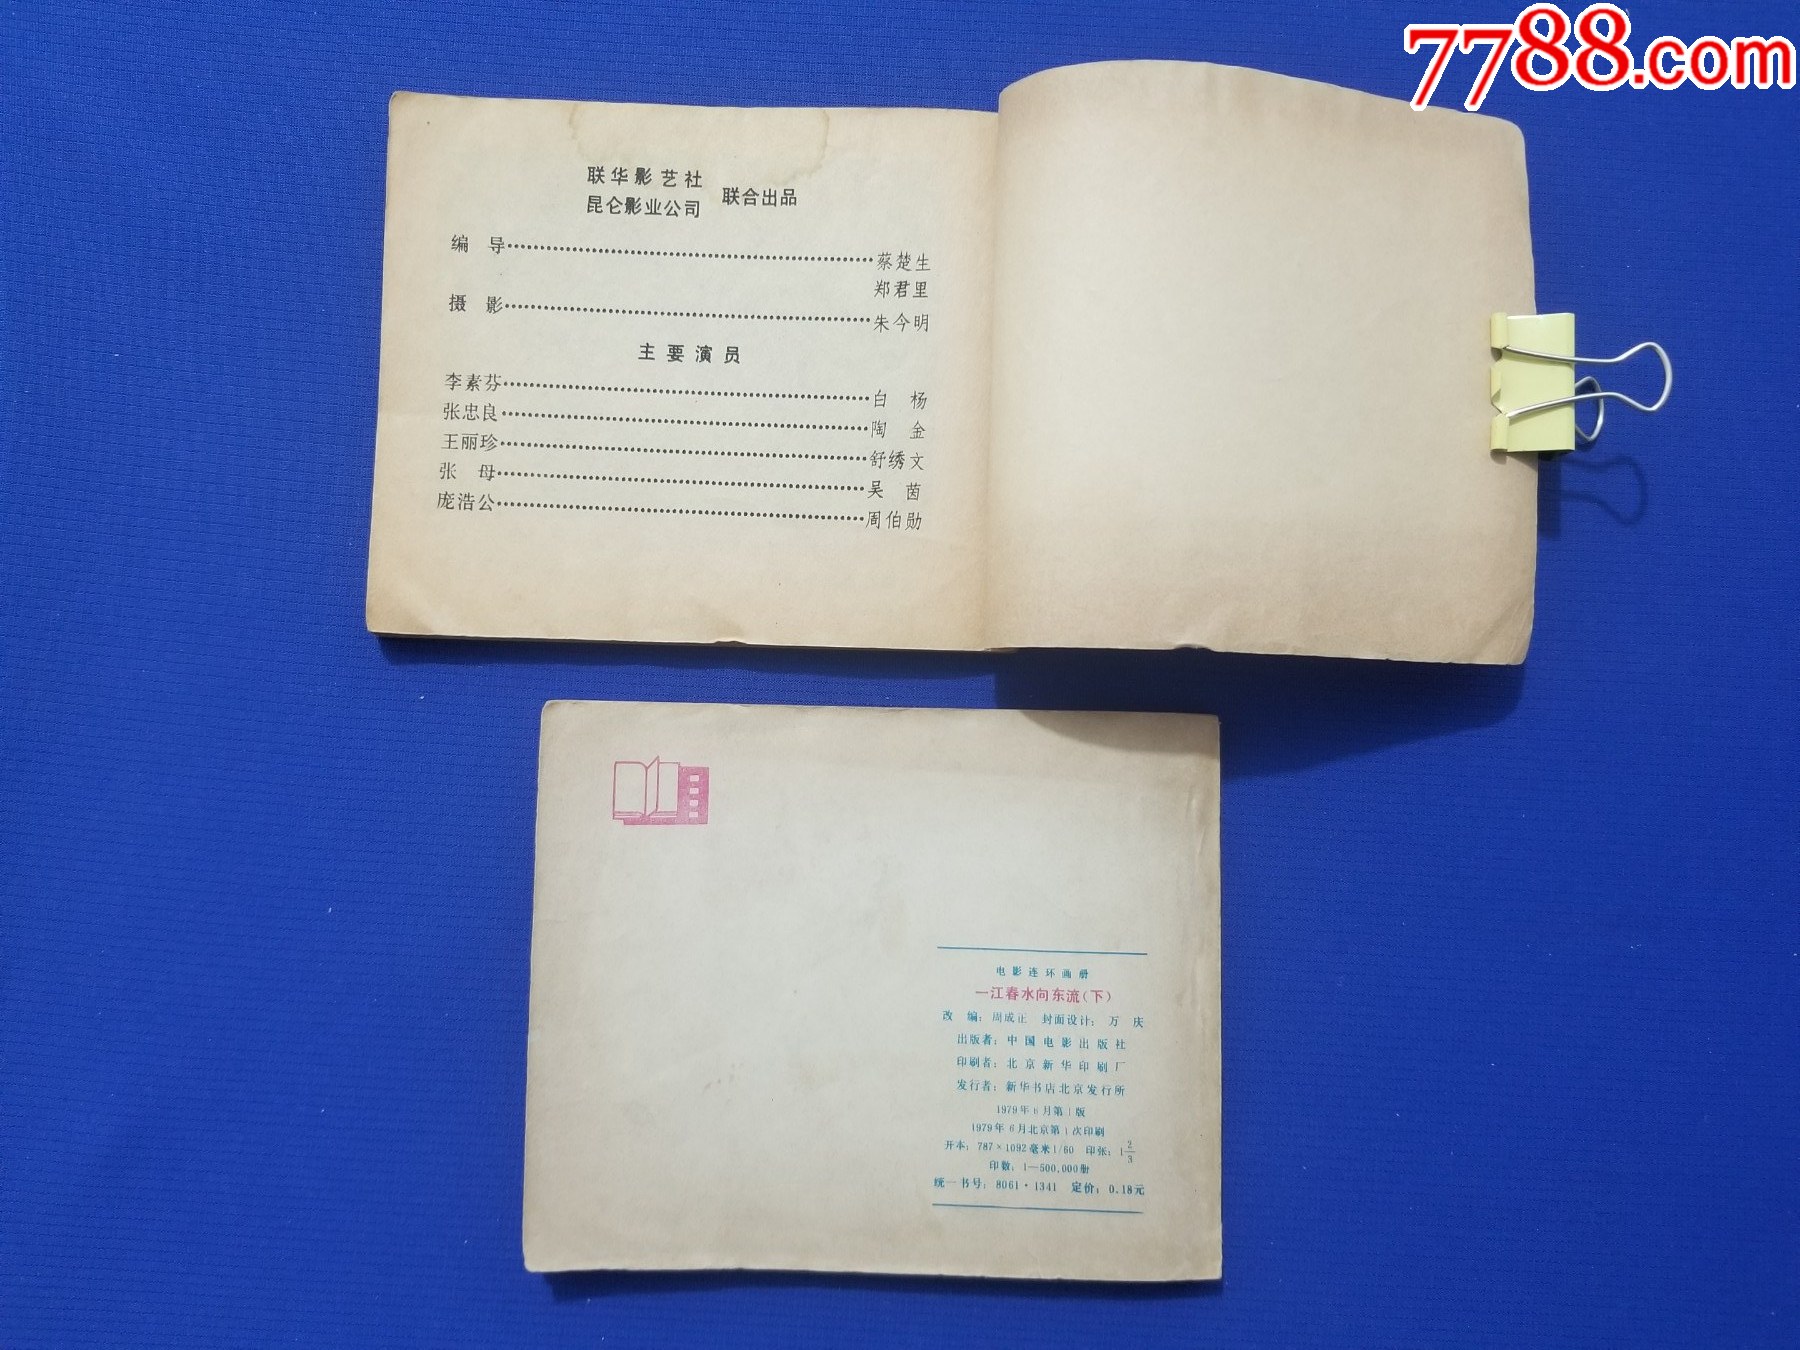 7788.com
联华影艺社
昆仑影业公司
联合出品
编 导……蔡楚生
郑君里
摄 影……朱今明
主要演员
李素芬……白 杨
张忠良……陶 金
王丽珍……舒绣文
张 母……吴 茵
庞浩公……周伯勋
电影连环画册
一江春水向东流(下)
改 编:周成正 封面设计:万 庆
出版者:中国电影出版社
印刷者:北京新华印刷厂
发行者:新华书店北京发行所
1979年6月第1版
1979年6月北京第1次印刷
开本:787×1092毫米1/60 印张:1 2/3
印数:1—500,000册
统一书号:8061·1341 定价:0.18元